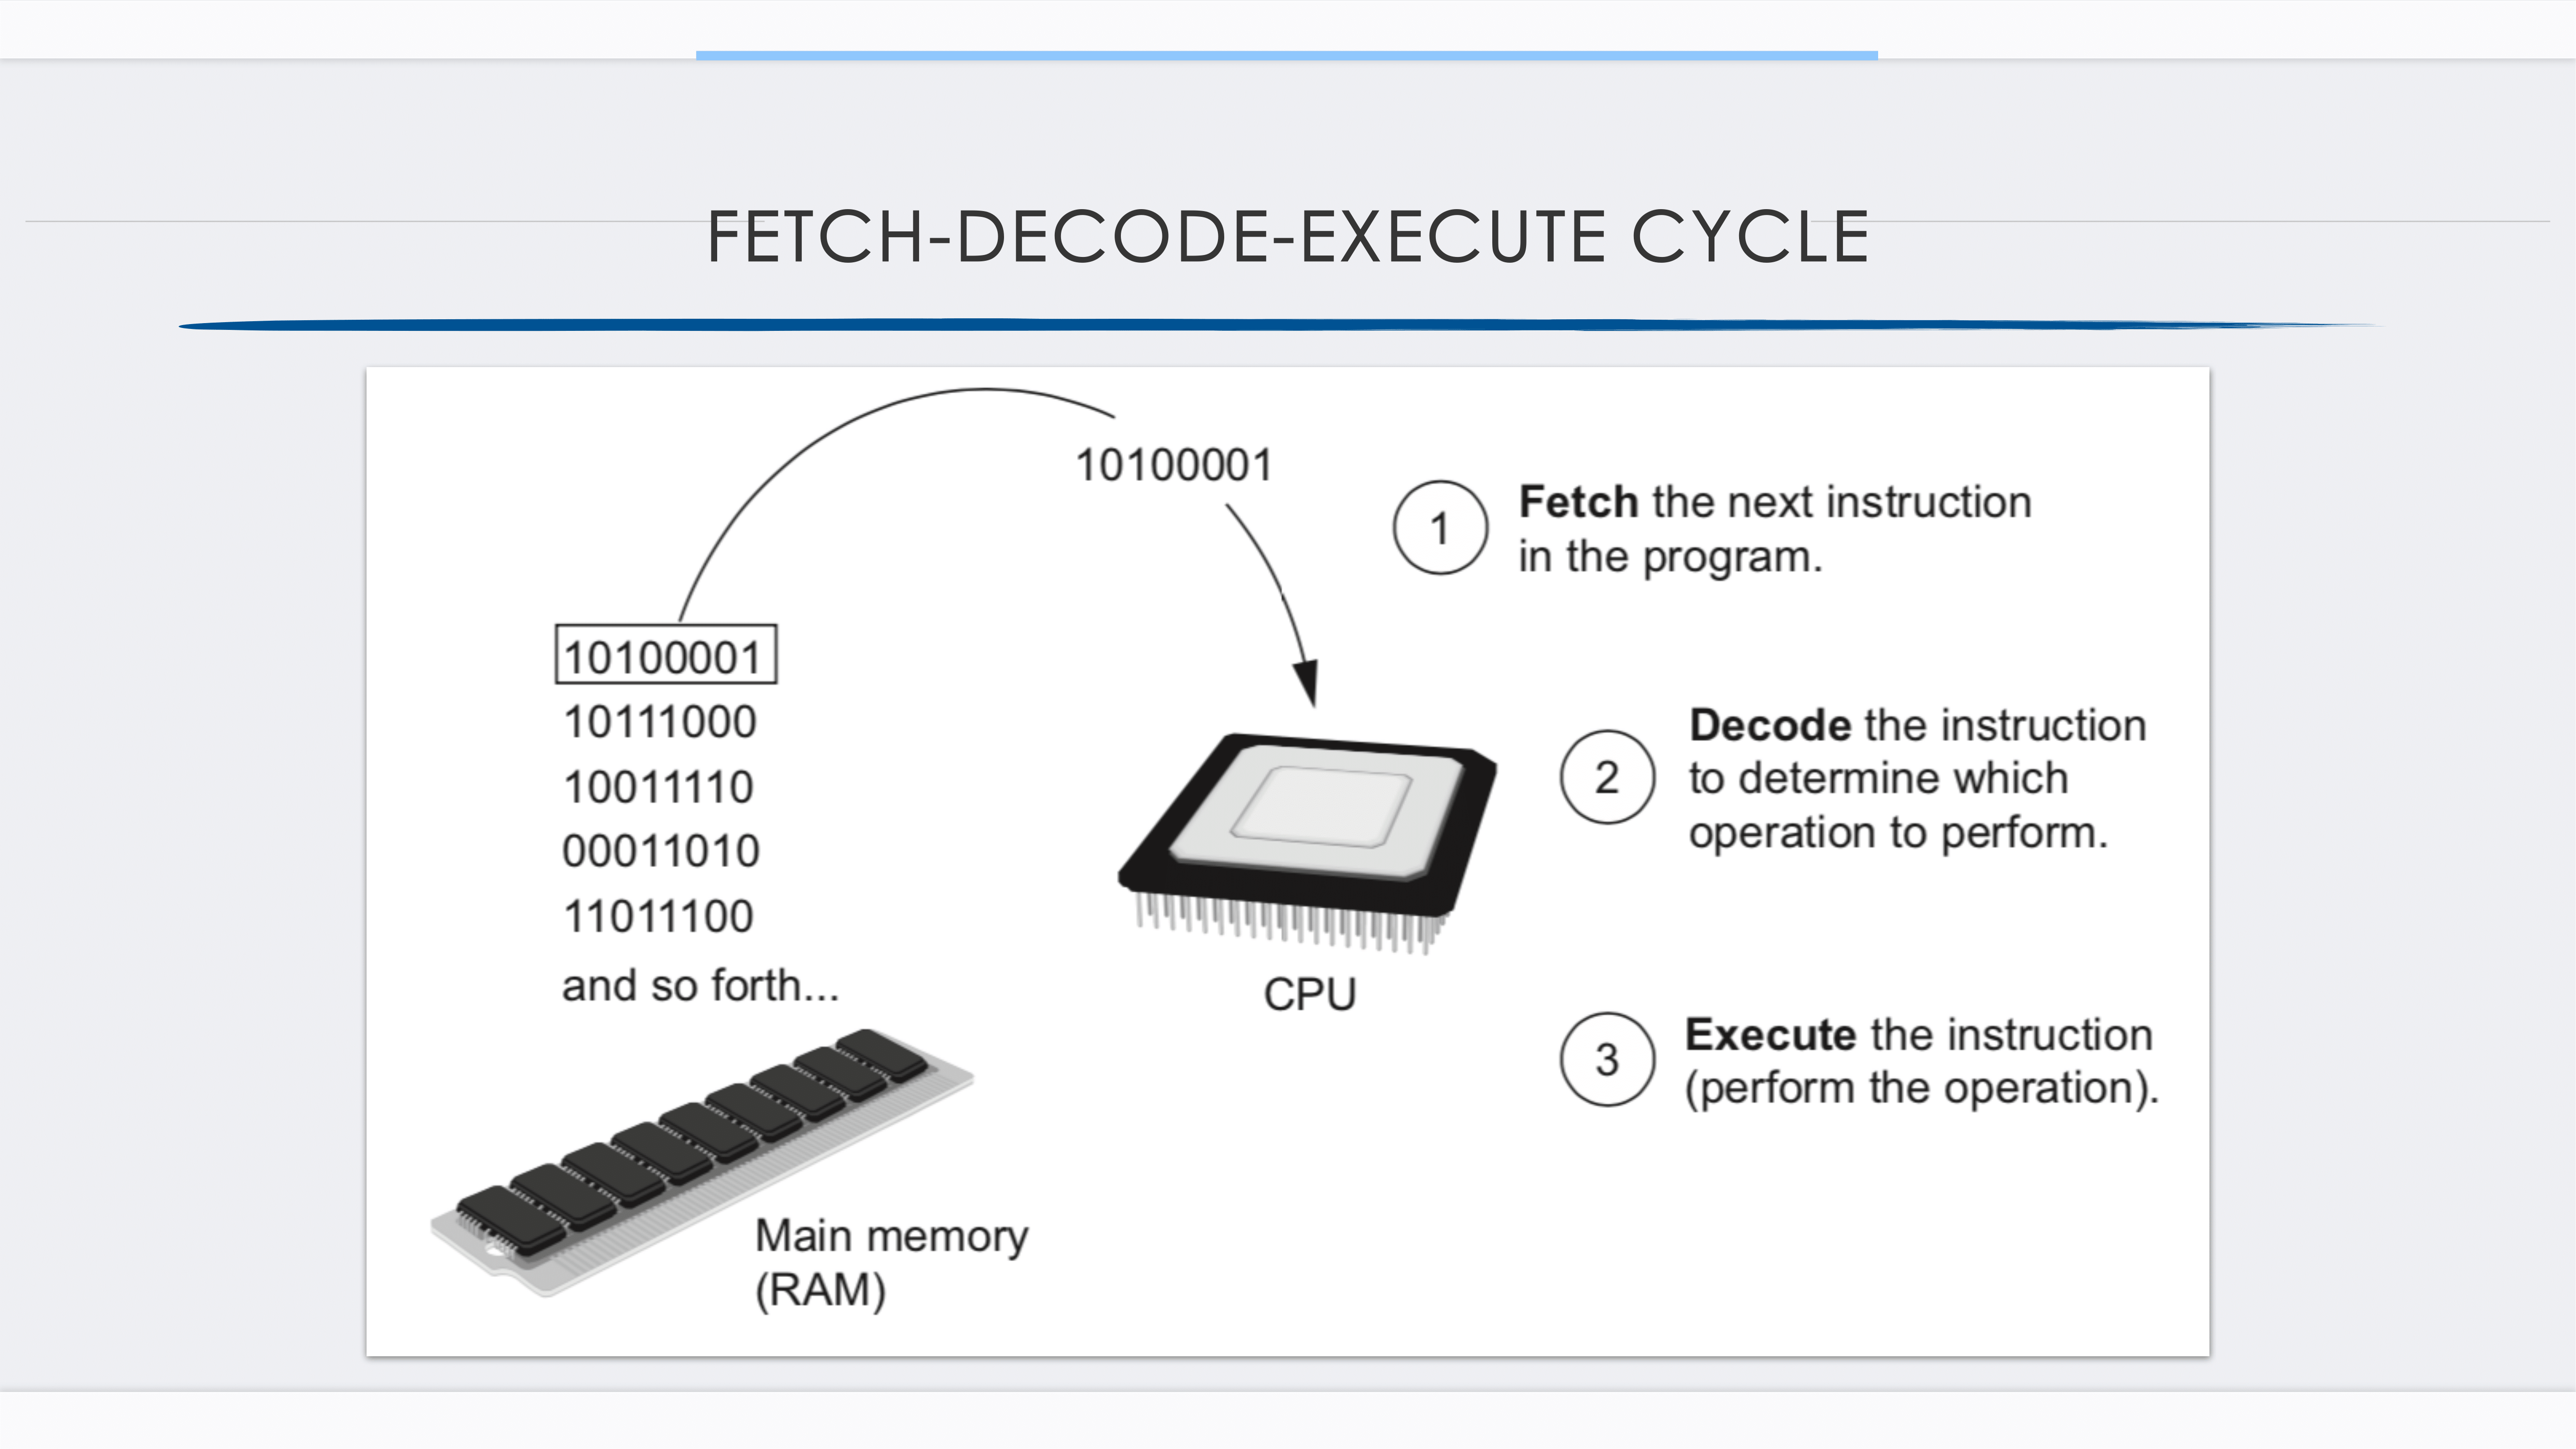 FETCH-DECODE-EXECUTE CYCLE
10100001
10100001
10111000
10011110
00011010
11011100
and so forth...
Main memory
(RAM)
CPU
1
Fetch the next instruction
in the program.
2
Decode the instruction
to determine which
operation to perform.
3
Execute the instruction
(perform the operation).